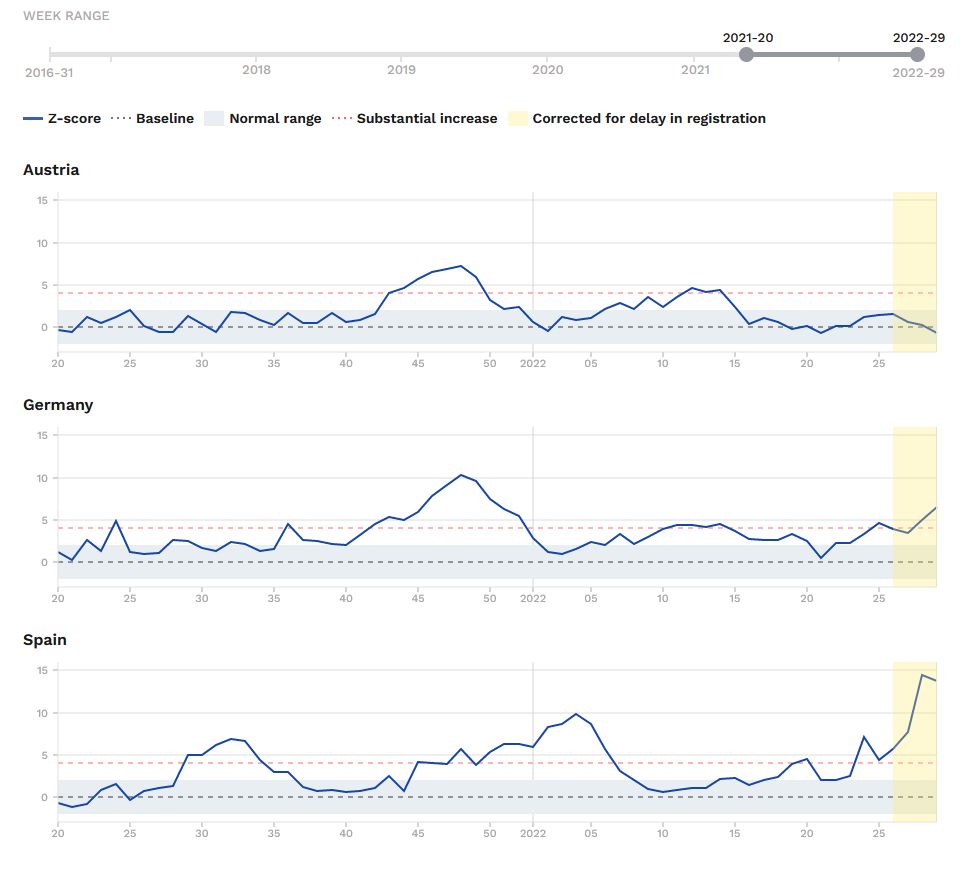 WEEK RANGE
2021-20 2022-29
2016-31 2018 2019 2020 2021 2022-29
Z-score Baseline Normal range Substantial increase Corrected for delay in registration
Austria
15
10
5
0
20 25 30 35 40 45 50 2022 05 10 15 20 25
Germany
15
10
5
0
20 25 30 35 40 45 50 2022 05 10 15 20 25
Spain
15
10
5
0
20 25 30 35 40 45 50 2022 05 10 15 20 25